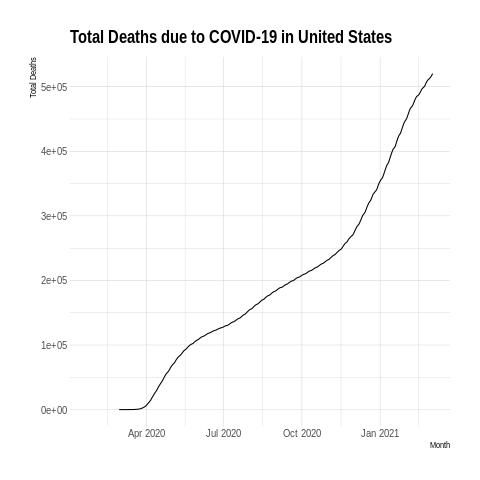 Total Deaths due to COVID-19 in United States
Total Deaths
5e+05
4e+05
3e+05
2e+05
1e+05
0e+00
Apr 2020 Jul 2020 Oct 2020 Jan 2021
Month